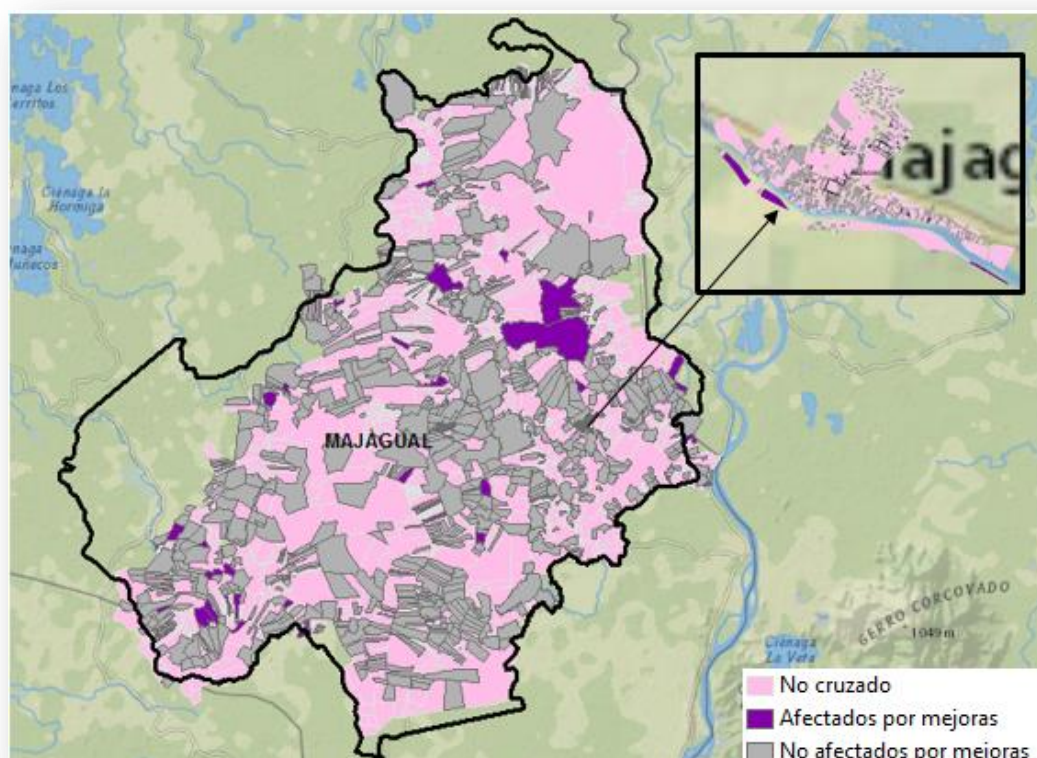 naga Los
erritos
Ciénaga la
Hormiga
naga
uñecos
MAJAGUAL
ajag
CERRO CORCOVADO
1049 m
Ciénaga
La Vera
No cruzado
Afectados por mejoras
No afectados por mejoras